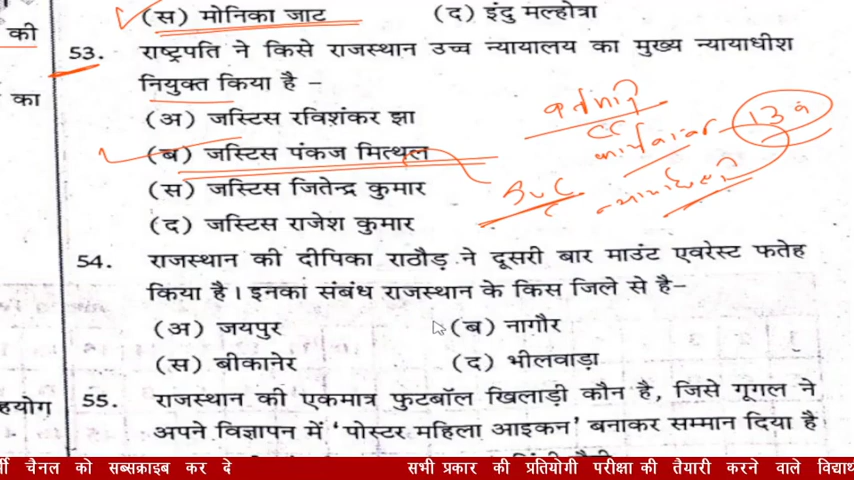 (स) मोनिका जाट (द) इंदु मल्होत्रा
की
53. राष्ट्रपति ने किसे राजस्थान उच्च न्यायालय का मुख्य न्यायाधीश
नियुक्त किया है –
का
(अ) जस्टिस रविशंकर झा
(ब) जस्टिस पंकज मित्थल
(स) जस्टिस जितेन्द्र कुमार
(द) जस्टिस राजेश कुमार
54. राजस्थान की दीपिका राठौड़ ने दूसरी बार माउंट एवरेस्ट फतेह
किया है। इनका संबंध राजस्थान के किस जिले से है–
(अ) जयपुर (ब) नागौर
(स) बीकानेर (द) भीलवाड़ा
हयोग
55. राजस्थान की एकमात्र फुटबॉल खिलाड़ी कौन है, जिसे गूगल ने
अपने विज्ञापन में 'पोस्टर महिला आइकन' बनाकर सम्मान दिया है
र्मी चैनल को सब्सक्राइब कर दे सभी प्रकार की प्रतियोगी परीक्षा की तैयारी करने वाले विद्यार्थ